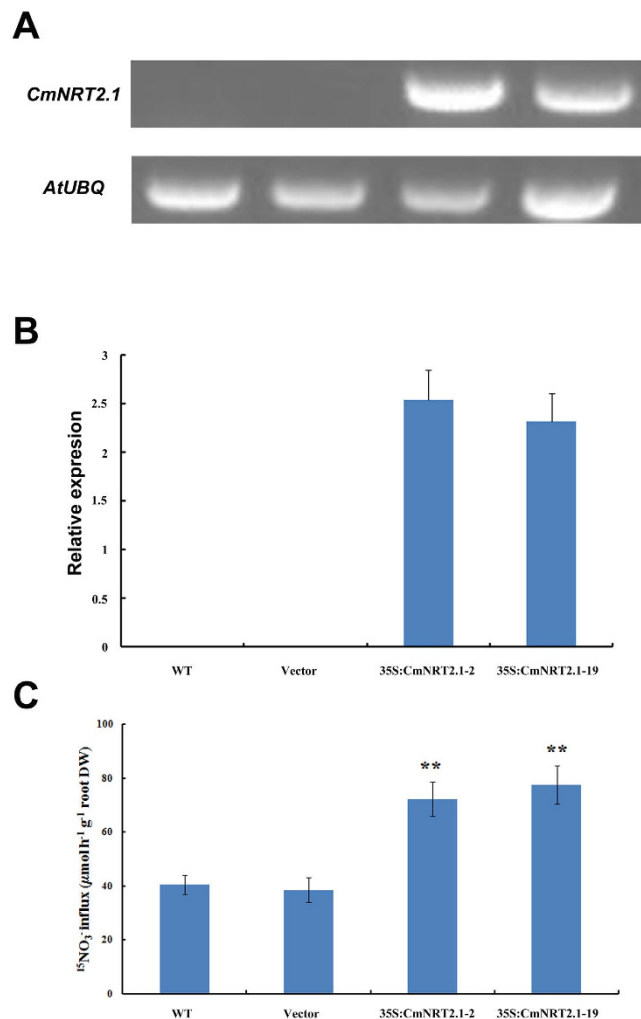 A
CmNRT2.1
AtUBQ
B
Relative expresion
3
2.5
2
1.5
1
0.5
0
WT Vector 35S:CmNRT2.1-2 35S:CmNRT2.1-19
C
¹⁵NO₃⁻ influx (μmol h⁻¹ g⁻¹ root DW)
100
80
60
40
20
0
** **
WT Vector 35S:CmNRT2.1-2 35S:CmNRT2.1-19